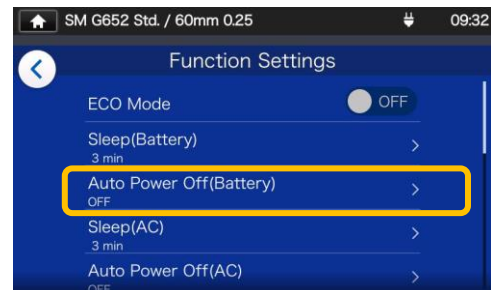 SM G652 Std. / 60mm 0.25 09:32
Function Settings
ECO Mode OFF
Sleep(Battery)
3 min
Auto Power Off(Battery)
OFF
Sleep(AC)
3 min
Auto Power Off(AC)
OFF